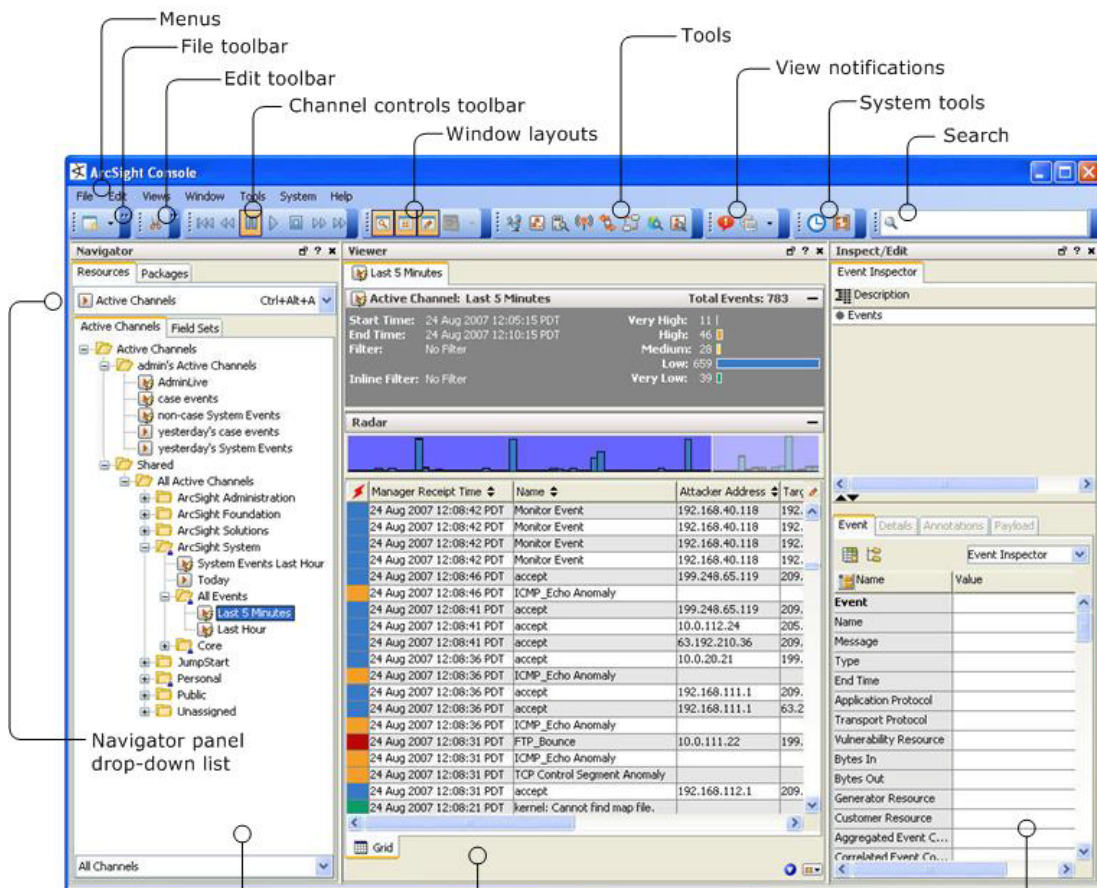 Menus
File toolbar
Edit toolbar
Channel controls toolbar
Window layouts
Tools
View notifications
System tools
Search
ArcSight Console
File Edit Views Window Tools System Help
Navigator
Resources Packages
Active Channels Ctrl+Alt+A
Active Channels Field Sets
Active Channels
admin's Active Channels
AdminLive
case events
non-case System Events
yesterday's case events
yesterday's System Events
Shared
All Active Channels
ArcSight Administration
ArcSight Foundation
ArcSight Solutions
ArcSight System
System Events Last Hour
Today
All Events
Last 5 Minutes
Last Hour
Core
JumpStart
Personal
Public
Unassigned
Navigator panel
drop-down list
All Channels
Viewer
Last 5 Minutes
Active Channel: Last 5 Minutes Total Events: 783
Start Time: 24 Aug 2007 12:05:15 PDT Very High: 11
End Time: 24 Aug 2007 12:10:15 PDT High: 46
Filter: No Filter Medium: 28
Low: 659
Inline Filter: No Filter Very Low: 39
Radar
Manager Receipt Time Name Attacker Address Targ
24 Aug 2007 12:08:42 PDT Monitor Event 192.168.40.118 192.
24 Aug 2007 12:08:42 PDT Monitor Event 192.168.40.118 192.
24 Aug 2007 12:08:42 PDT Monitor Event 192.168.40.118 192.
24 Aug 2007 12:08:42 PDT Monitor Event 192.168.40.118 192.
24 Aug 2007 12:08:46 PDT accept 199.248.65.119 209.
24 Aug 2007 12:08:46 PDT ICMP_Echo Anomaly
24 Aug 2007 12:08:41 PDT accept 199.248.65.119 209.
24 Aug 2007 12:08:41 PDT accept 10.0.112.24 205.
24 Aug 2007 12:08:41 PDT accept 63.192.210.36 209.
24 Aug 2007 12:08:36 PDT accept 10.0.20.21 199.
24 Aug 2007 12:08:36 PDT ICMP_Echo Anomaly
24 Aug 2007 12:08:36 PDT accept 192.168.111.1 209.
24 Aug 2007 12:08:36 PDT accept 192.168.111.1 63.2
24 Aug 2007 12:08:36 PDT ICMP_Echo Anomaly
24 Aug 2007 12:08:31 PDT FTP_Bounce 10.0.111.22 199.
24 Aug 2007 12:08:31 PDT ICMP_Echo Anomaly
24 Aug 2007 12:08:31 PDT TCP Control Segment Anomaly
24 Aug 2007 12:08:31 PDT accept 192.168.112.1 209.
24 Aug 2007 12:08:21 PDT kernel: Cannot find map file.
Grid
Inspect/Edit
Event Inspector
Description
Events
Event Details Annotations Payload
Event Inspector
Name Value
Event
Name
Message
Type
End Time
Application Protocol
Transport Protocol
Vulnerability Resource
Bytes In
Bytes Out
Generator Resource
Customer Resource
Aggregated Event C...
Correlated Event Co...